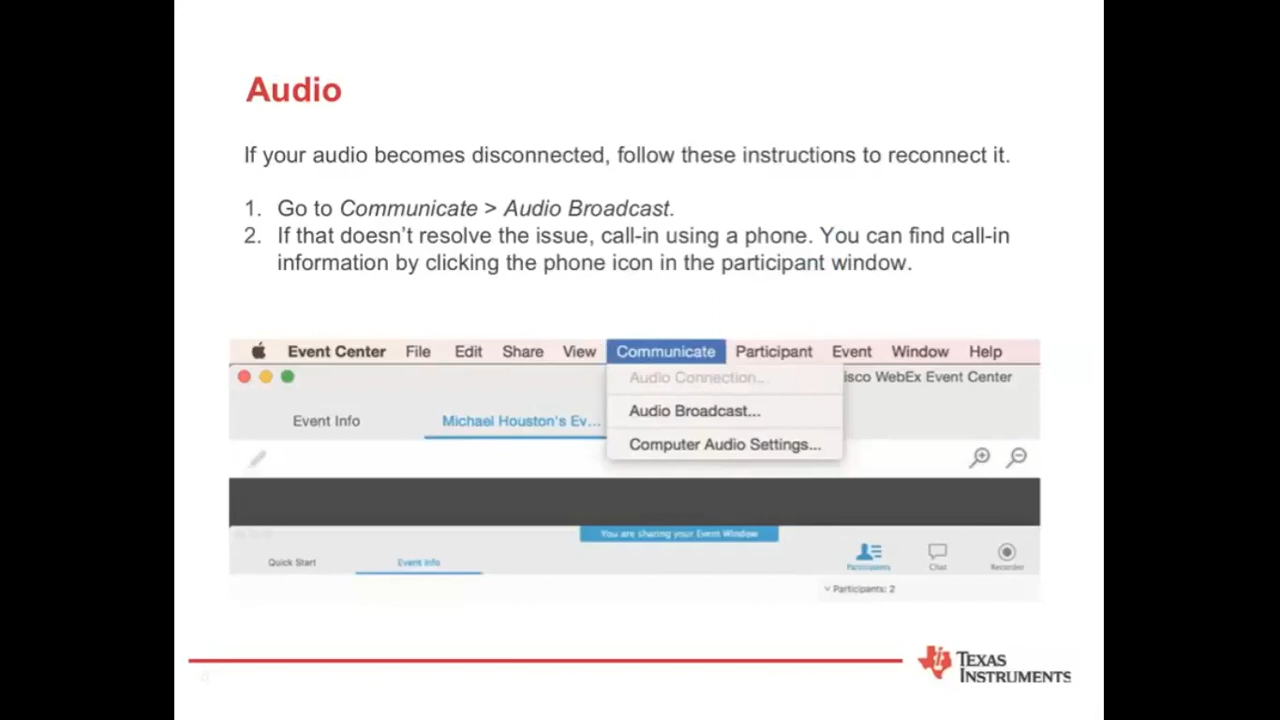 Audio
If your audio becomes disconnected, follow these instructions to reconnect it.
1. Go to Communicate > Audio Broadcast.
2. If that doesn't resolve the issue, call-in using a phone. You can find call-in
information by clicking the phone icon in the participant window.
Event Center File Edit Share View Communicate Participant Event Window Help
Audio Connection... isco WebEx Event Center
Audio Broadcast...
Event Info Michael Houston's Ev...
Computer Audio Settings...
You are sharing your Event Window
Quick Start Event Info Participants Chat Recorder
Participants: 2
TEXAS
INSTRUMENTS